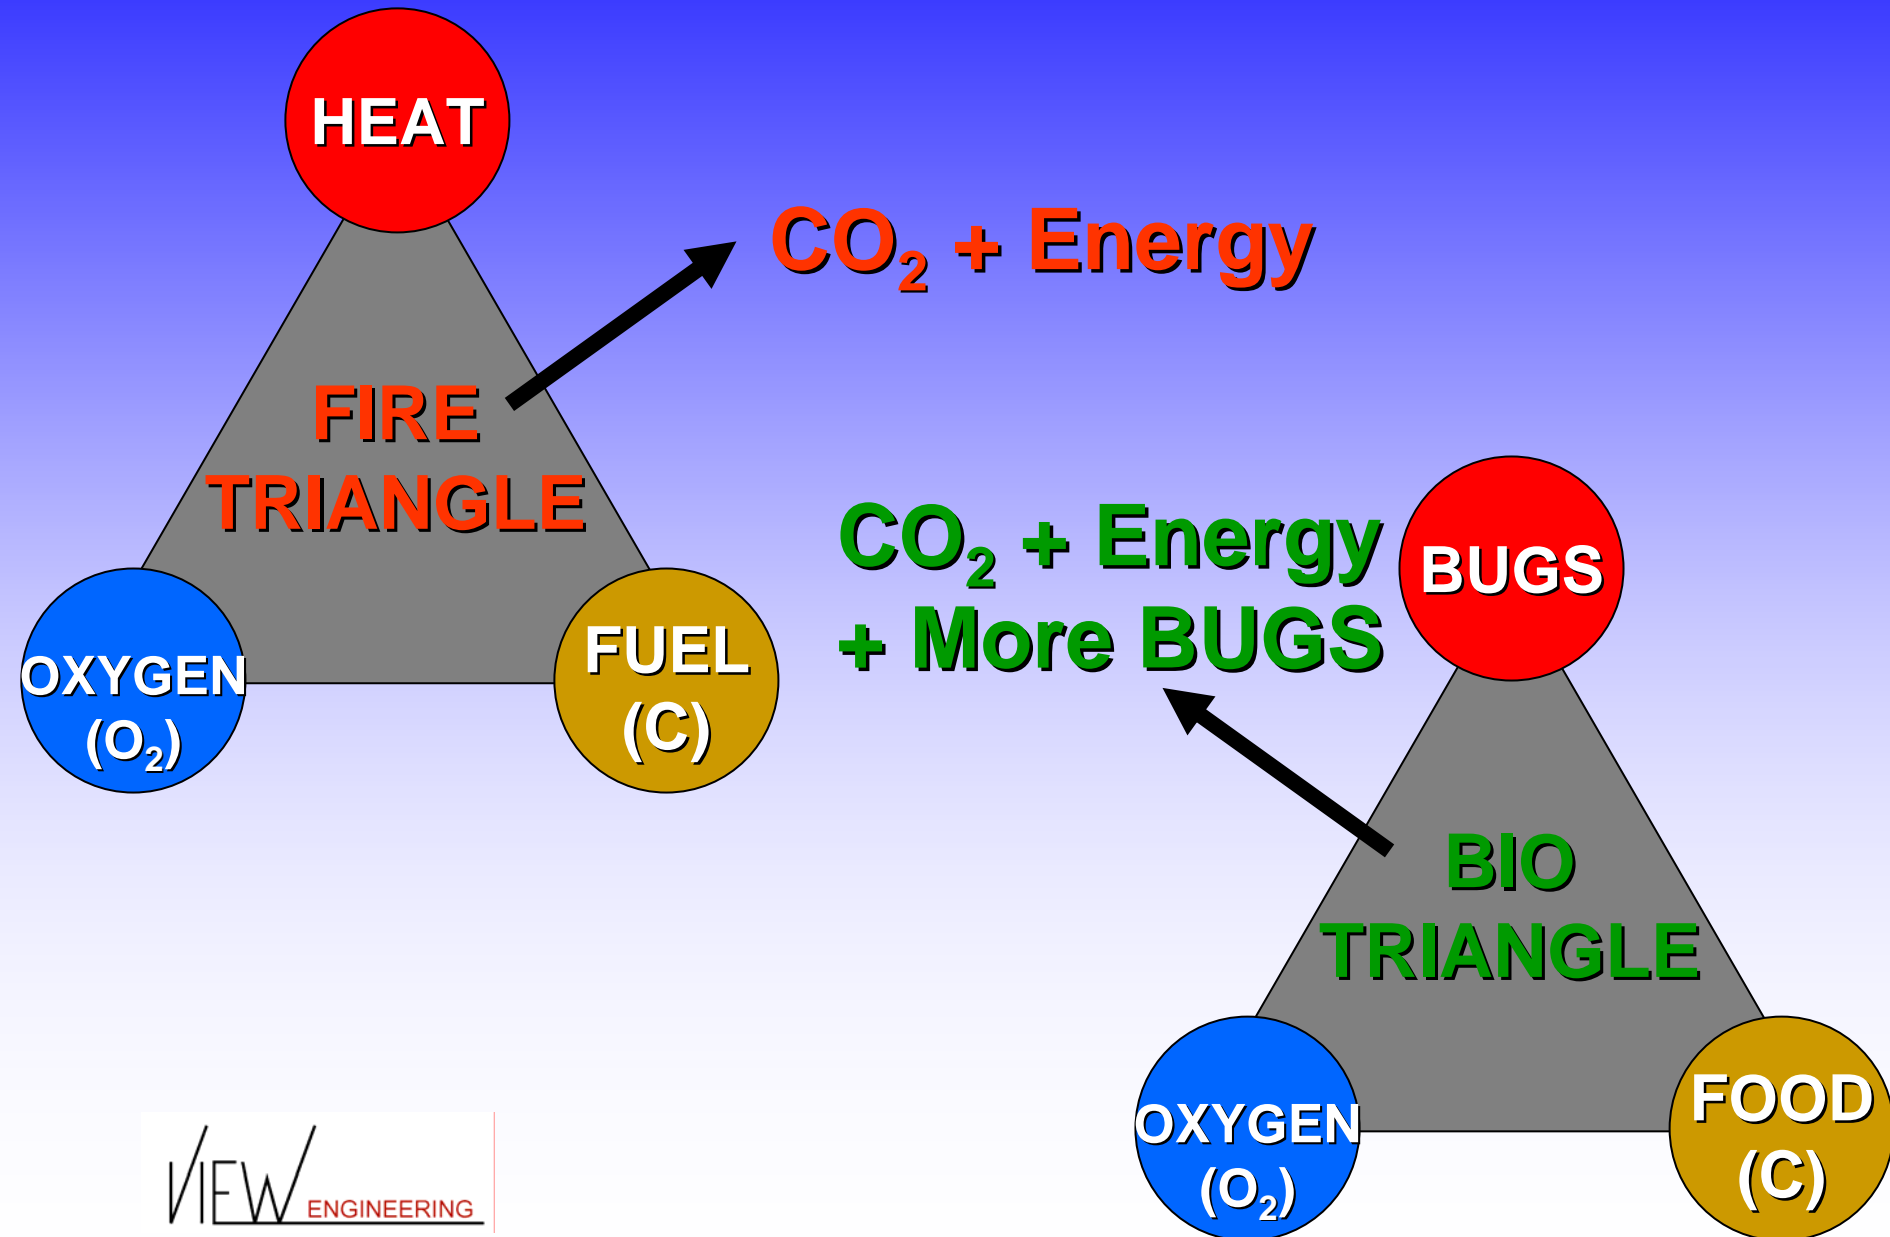 HEAT
CO₂ + Energy
FIRE
TRIANGLE
OXYGEN
(O₂)
FUEL
(C)
CO₂ + Energy
+ More BUGS
BUGS
BIO
TRIANGLE
OXYGEN
(O₂)
FOOD
(C)
VIEW ENGINEERING